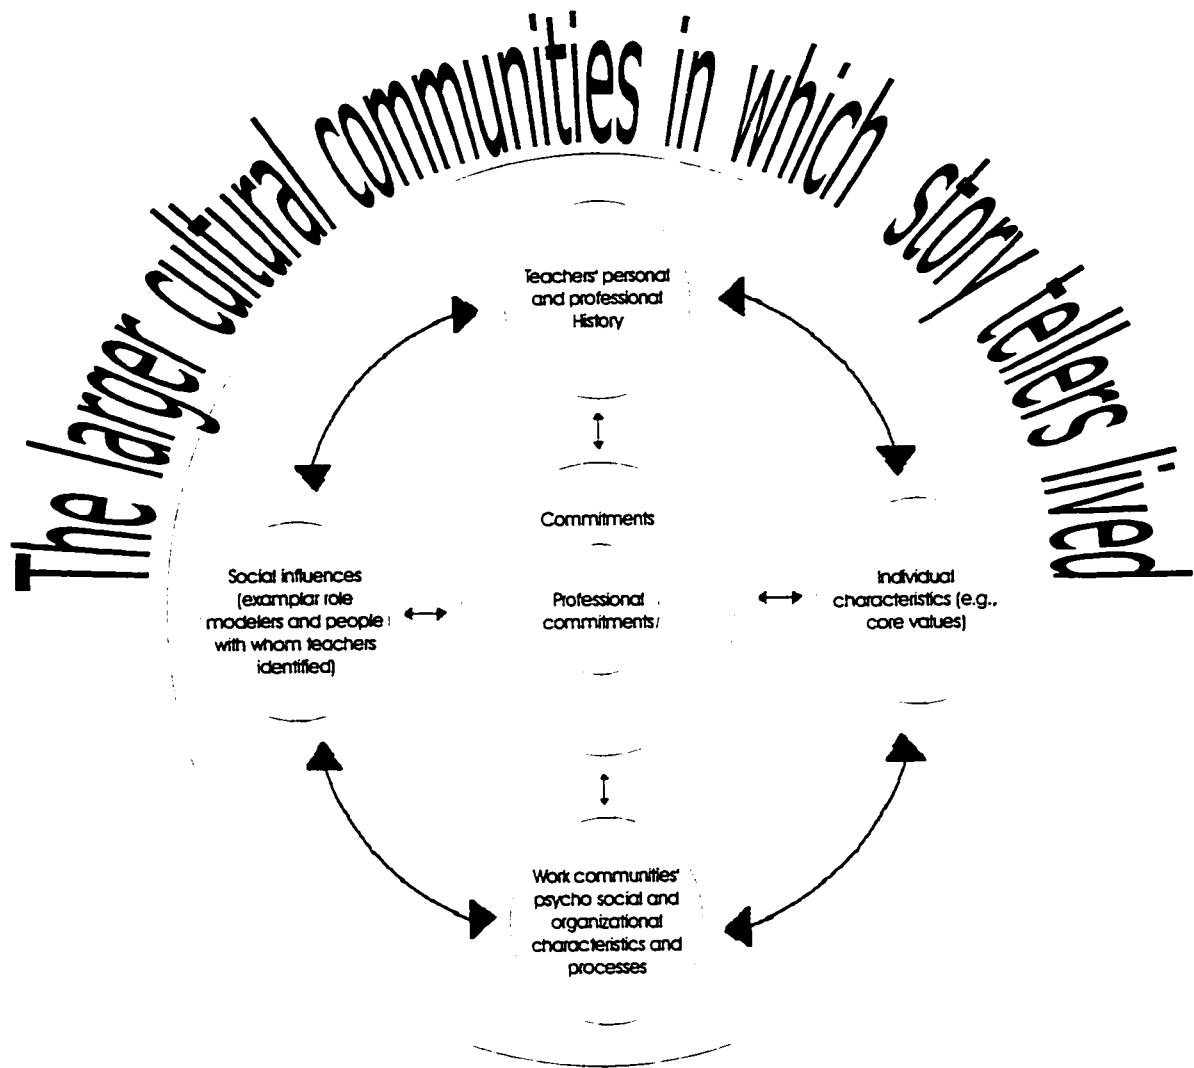 The larger cultural communities in which story tellers lived
Teachers' personal
and professional
History
Commitments
Social influences
(examplar role
modelers and people
with whom teachers
identified)
Professional
commitments
Individual
characteristics (e.g.,
core values)
Work communities'
psycho social and
organizational
characteristics and
processes